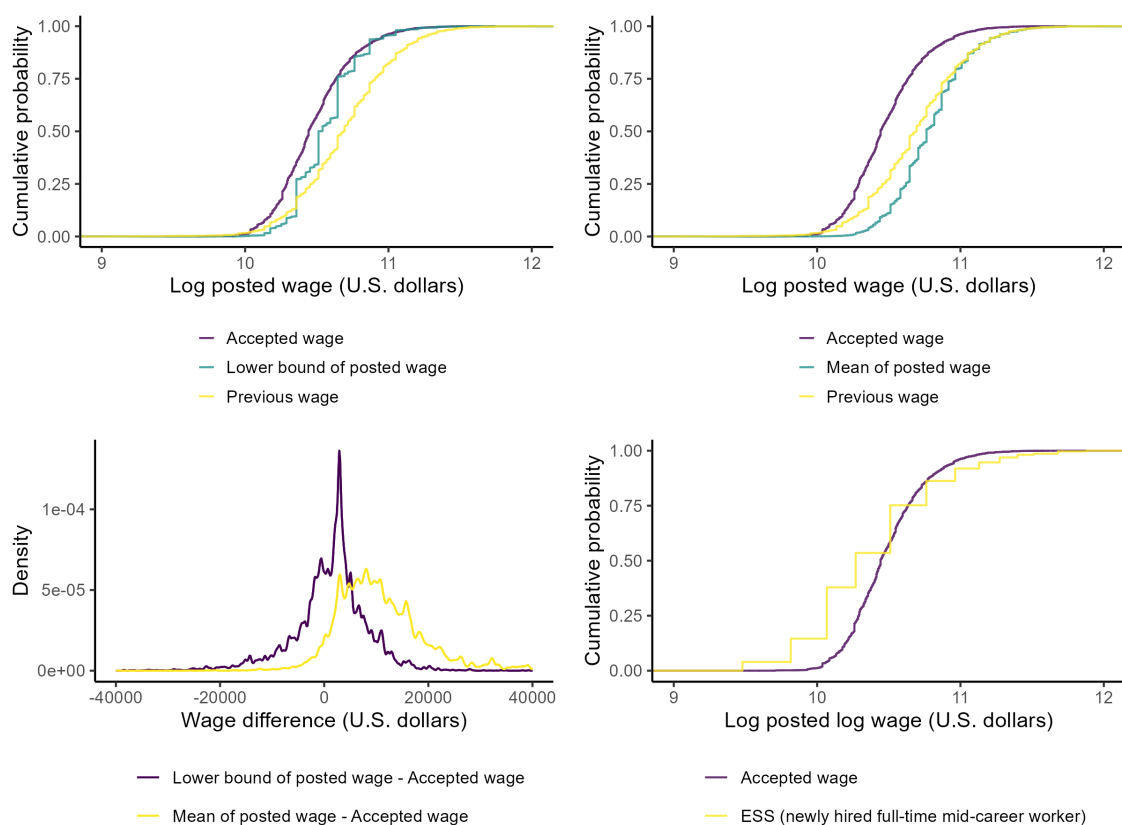 Cumulative probability
1.00
0.75
0.50
0.25
0.00
9
10
11
12
Log posted wage (U.S. dollars)
Accepted wage
Lower bound of posted wage
Previous wage
Cumulative probability
1.00
0.75
0.50
0.25
0.00
9
10
11
12
Log posted wage (U.S. dollars)
Accepted wage
Mean of posted wage
Previous wage
Density
1e-04
5e-05
0e+00
-40000
-20000
0
20000
40000
Wage difference (U.S. dollars)
Lower bound of posted wage - Accepted wage
Mean of posted wage - Accepted wage
Cumulative probability
1.00
0.75
0.50
0.25
0.00
9
10
11
12
Log posted log wage (U.S. dollars)
Accepted wage
ESS (newly hired full-time mid-career worker)